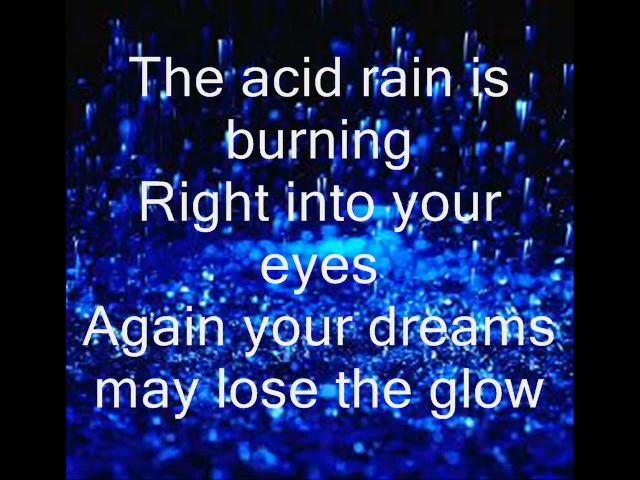 The acid rain is
burning
Right into your
eyes
Again your dreams
may lose the glow